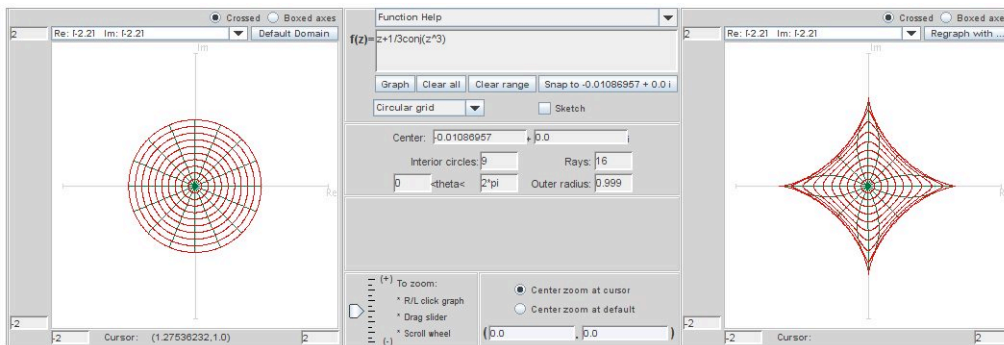 Crossed Boxed axes
2 Re: [-2,2] Im: [-2,2] Default Domain
Im
Re
-2
-2 Cursor: (1.27536232,1.0) 2
Function Help
f(z)= z+1/3conj(z^3)
Graph Clear all Clear range Snap to -0.01086957 + 0.0 i
Circular grid Sketch
Center: -0.01086957 + 0.0 i
Interior circles: 9 Rays: 16
0 <theta< 2*pi Outer radius: 0.999
(+) To zoom:
* R/L click graph
* Drag slider
* Scroll wheel
(-)
Center zoom at cursor
Center zoom at default
( 0.0 , 0.0 )
Crossed Boxed axes
2 Re: [-2,2] Im: [-2,2] Regraph with ...
Im
-2
-2 Cursor: 2